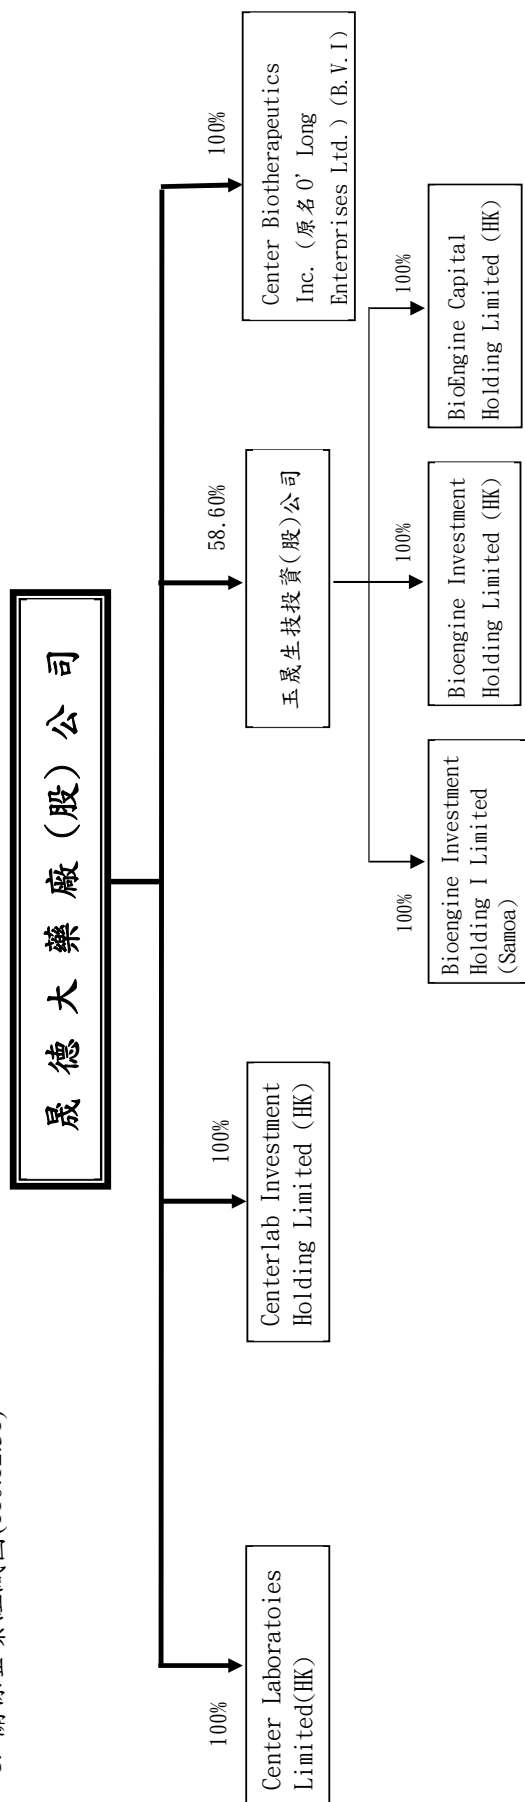 晟德大藥廠(股)公司
100%
Center Laboratoies
Limited(HK)
100%
Centerlab Investment
Holding Limited (HK)
58.60%
玉晟生技投資(股)公司
100%
Center Biotherapeutics
Inc. (原名O' Long
Enterprises Ltd.) (B.V.I)
100%
Bioengine Investment
Holding I Limited
(Samoa)
100%
Bioengine Investment
Holding Limited (HK)
100%
BioEngine Capital
Holding Limited (HK)